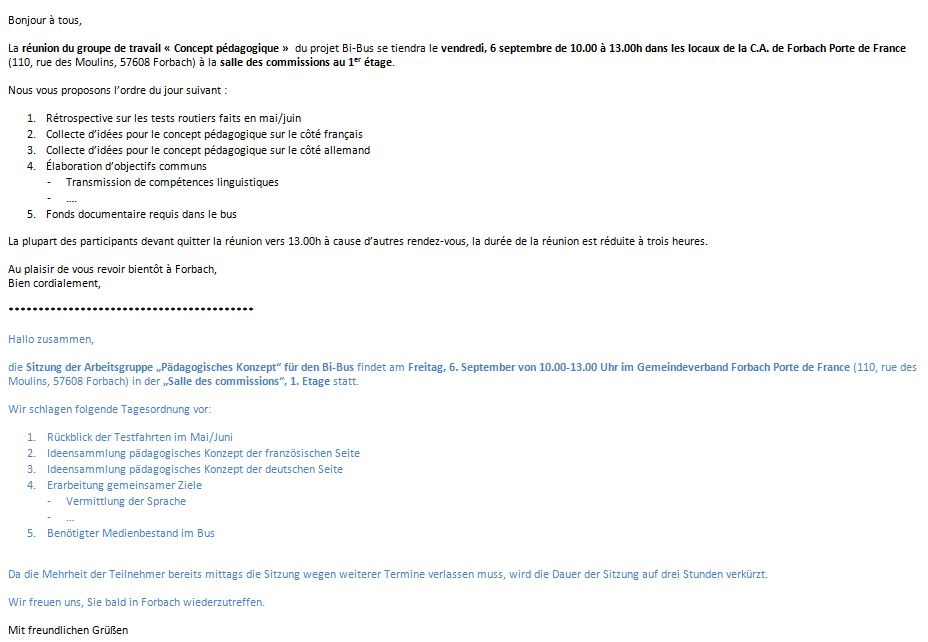 Bonjour à tous,
La réunion du groupe de travail « Concept pédagogique » du projet Bi-Bus se tiendra le vendredi, 6 septembre de 10.00 à 13.00h dans les locaux de la C.A. de Forbach Porte de France
(110, rue des Moulins, 57608 Forbach) à la salle des commissions au 1er étage.
Nous vous proposons l’ordre du jour suivant :
1. Rétrospective sur les tests routiers faits en mai/juin
2. Collecte d’idées pour le concept pédagogique sur le côté français
3. Collecte d’idées pour le concept pédagogique sur le côté allemand
4. Élaboration d’objectifs communs
- Transmission de compétences linguistiques
- ....
5. Fonds documentaire requis dans le bus
La plupart des participants devant quitter la réunion vers 13.00h à cause d’autres rendez-vous, la durée de la réunion est réduite à trois heures.
Au plaisir de vous revoir bientôt à Forbach,
Bien cordialement,
*****************************************
Hallo zusammen,
die Sitzung der Arbeitsgruppe „Pädagogisches Konzept“ für den Bi-Bus findet am Freitag, 6. September von 10.00-13.00 Uhr im Gemeindeverband Forbach Porte de France (110, rue des
Moulins, 57608 Forbach) in der „Salle des commissions“, 1. Etage statt.
Wir schlagen folgende Tagesordnung vor:
1. Rückblick der Testfahrten im Mai/Juni
2. Ideensammlung pädagogisches Konzept der französischen Seite
3. Ideensammlung pädagogisches Konzept der deutschen Seite
4. Erarbeitung gemeinsamer Ziele
- Vermittlung der Sprache
- ...
5. Benötigter Medienbestand im Bus
Da die Mehrheit der Teilnehmer bereits mittags die Sitzung wegen weiterer Termine verlassen muss, wird die Dauer der Sitzung auf drei Stunden verkürzt.
Wir freuen uns, Sie bald in Forbach wiederzutreffen.
Mit freundlichen Grüßen